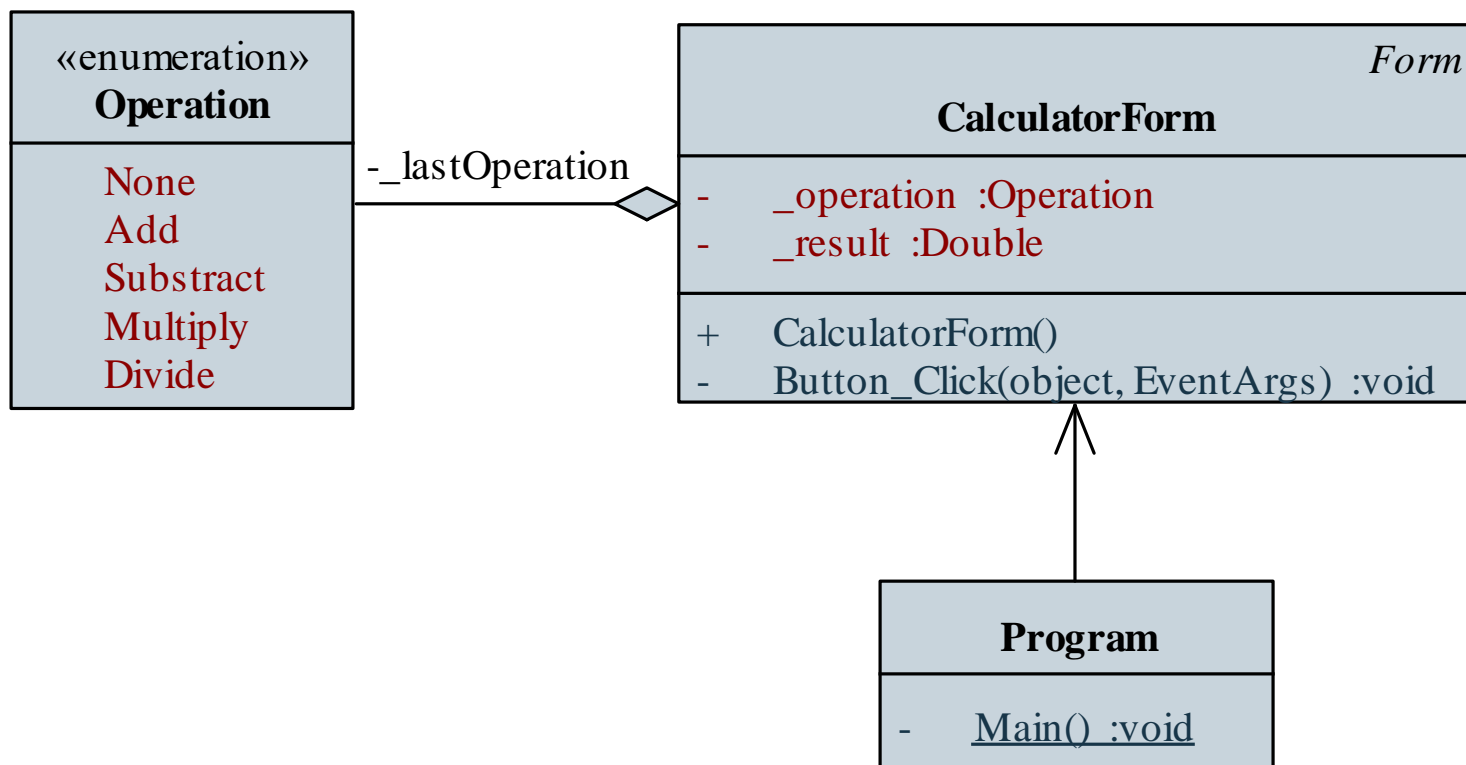 «enumeration»
Operation
None
Add
Substract
Multiply
Divide
-_lastOperation
Form
CalculatorForm
- _operation :Operation
- _result :Double
+ CalculatorForm()
- Button_Click(object, EventArgs) :void
Program
- Main() :void